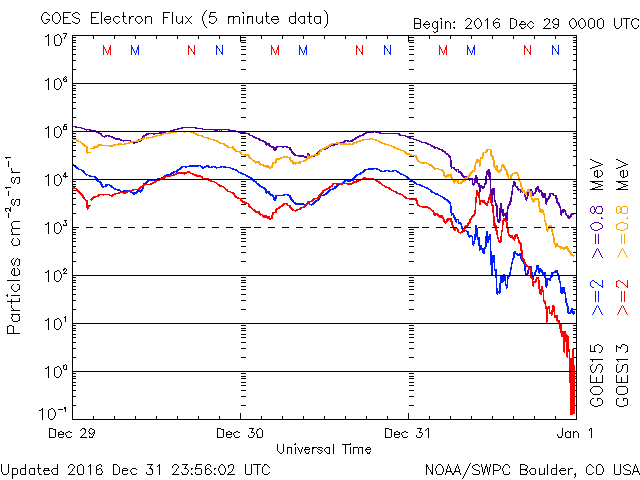 GOES Electron Flux (5 minute data)
Begin: 2016 Dec 29 0000 UTC
M M N N M M N N M M N N
10⁷
10⁶
10⁵
10⁴
10³
10²
10¹
10⁰
10⁻¹
Particles cm⁻²s⁻¹sr⁻¹
Dec 29 Dec 30 Dec 31 Jan 1
Universal Time
GOES15 >=2 >=0.8 MeV
GOES13 >=2 >=0.8 MeV
Updated 2016 Dec 31 23:56:02 UTC
NOAA/SWPC Boulder, CO USA